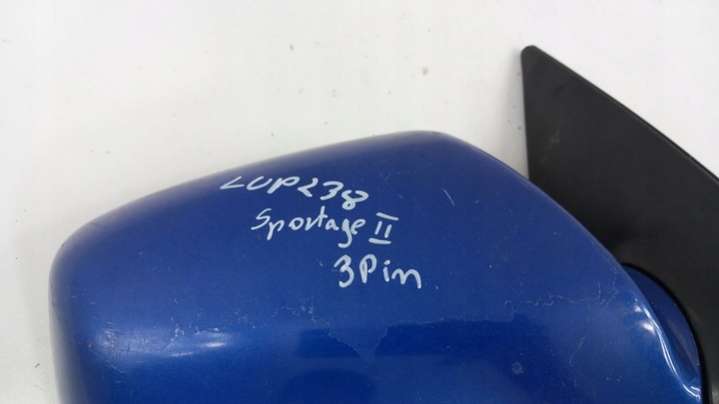 LUP238
Sportage II
3Pin